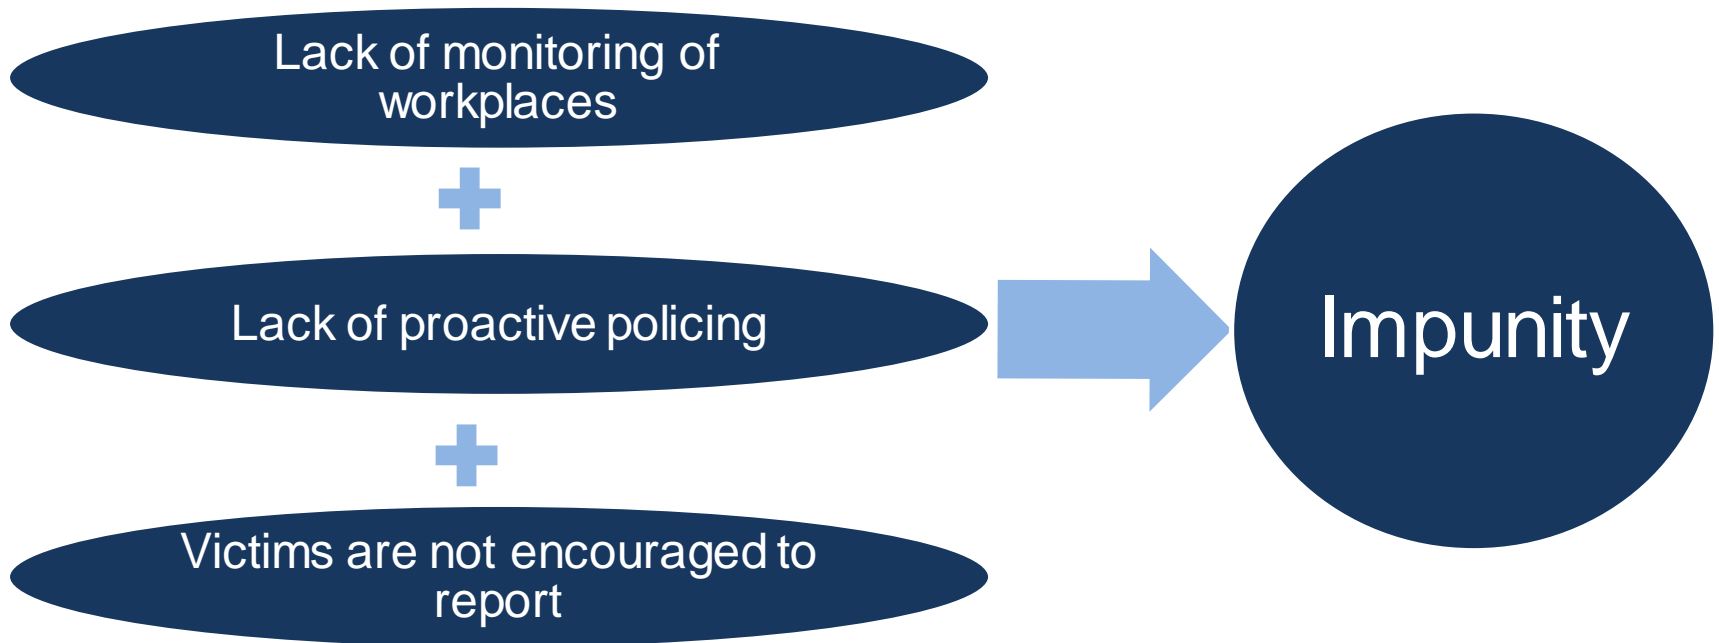 Lack of monitoring of
workplaces
Lack of proactive policing
Victims are not encouraged to
report
Impunity